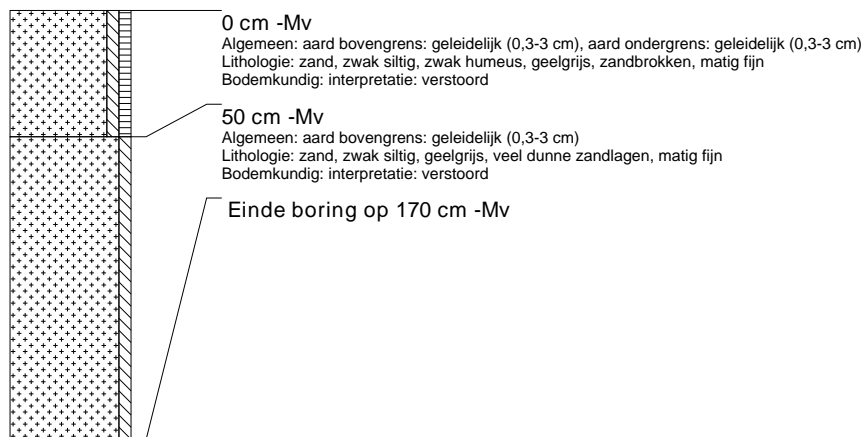 0 cm -Mv
Algemeen: aard bovengrens: geleidelijk (0,3-3 cm), aard ondergrens: geleidelijk (0,3-3 cm)
Lithologie: zand, zwak siltig, zwak humeus, geelgrijs, zandbrokken, matig fijn
Bodemkundig: interpretatie: verstoord
50 cm -Mv
Algemeen: aard bovengrens: geleidelijk (0,3-3 cm)
Lithologie: zand, zwak siltig, geelgrijs, veel dunne zandlagen, matig fijn
Bodemkundig: interpretatie: verstoord
Einde boring op 170 cm -Mv